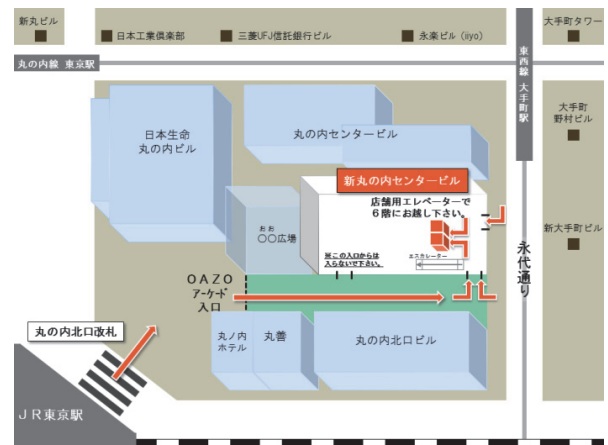 新丸ビル
日本工業倶楽部
三菱UFJ信託銀行ビル
永楽ビル (iiyo)
大手町タワー
丸の内線 東京駅
東西線 大手町駅
日本生命
丸の内ビル
丸の内センタービル
大手町
野村ビル
新丸の内センタービル
店舗用エレベーターで
６階にお越し下さい。
おお
〇〇広場
※この入口からは
入らないで下さい。
エスカレーター
新大手町ビル
永代通り
OAZO
アーケード
入口
丸の内北口改札
丸ノ内
ホテル
丸善
丸の内北口ビル
ＪＲ東京駅